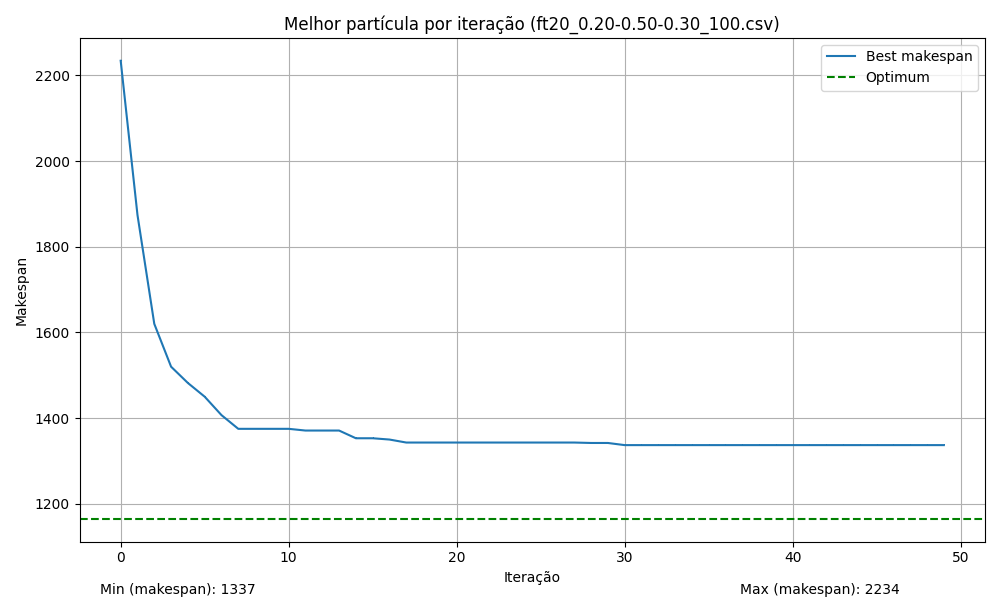 Melhor partícula por iteração (ft20_0.20-0.50-0.30_100.csv)
Best makespan
Optimum
Makespan
2200
2000
1800
1600
1400
1200
0 10 20 30 40 50
Iteração
Min (makespan): 1337 Max (makespan): 2234